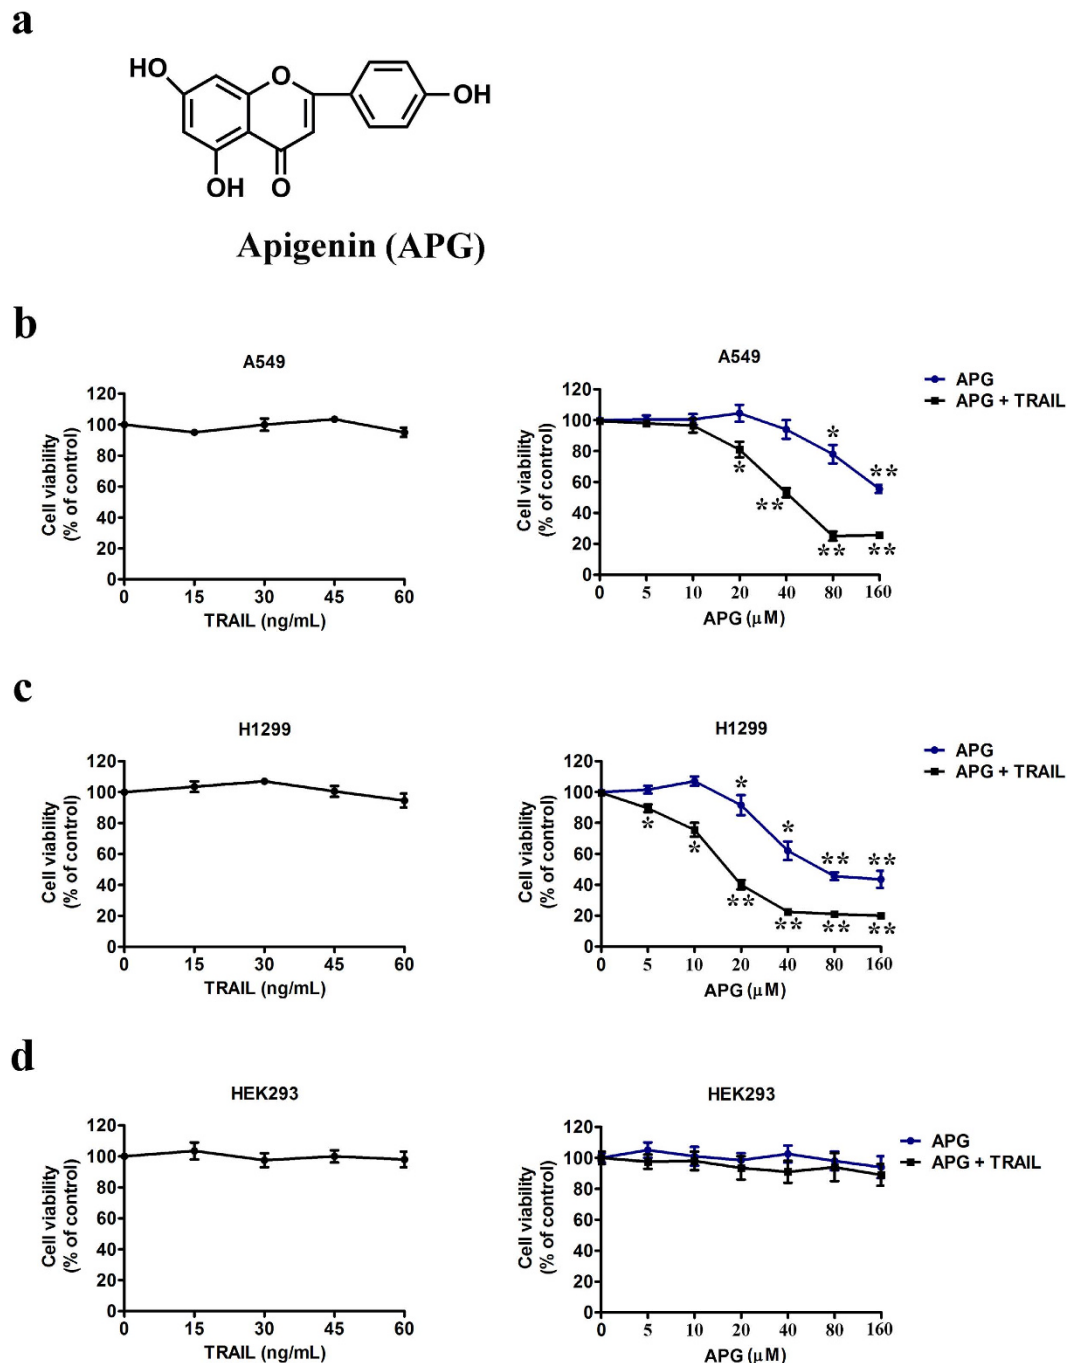 a
HO
O
OH
OH
O
Apigenin (APG)
b
A549
Cell viability
(% of control)
120
100
80
60
40
20
0
0 15 30 45 60
TRAIL (ng/mL)
A549
Cell viability
(% of control)
120
100
80
60
40
20
0
*
**
*
**
**
**
0 5 10 20 40 80 160
APG (μM)
APG
APG + TRAIL
c
H1299
Cell viability
(% of control)
120
100
80
60
40
20
0
0 15 30 45 60
TRAIL (ng/mL)
H1299
Cell viability
(% of control)
120
100
80
60
40
20
0
*
*
**
**
*
*
**
**
**
**
0 5 10 20 40 80 160
APG (μM)
APG
APG + TRAIL
d
HEK293
Cell viability
(% of control)
120
100
80
60
40
20
0
0 15 30 45 60
TRAIL (ng/mL)
HEK293
Cell viability
(% of control)
120
100
80
60
40
20
0
0 5 10 20 40 80 160
APG (μM)
APG
APG + TRAIL